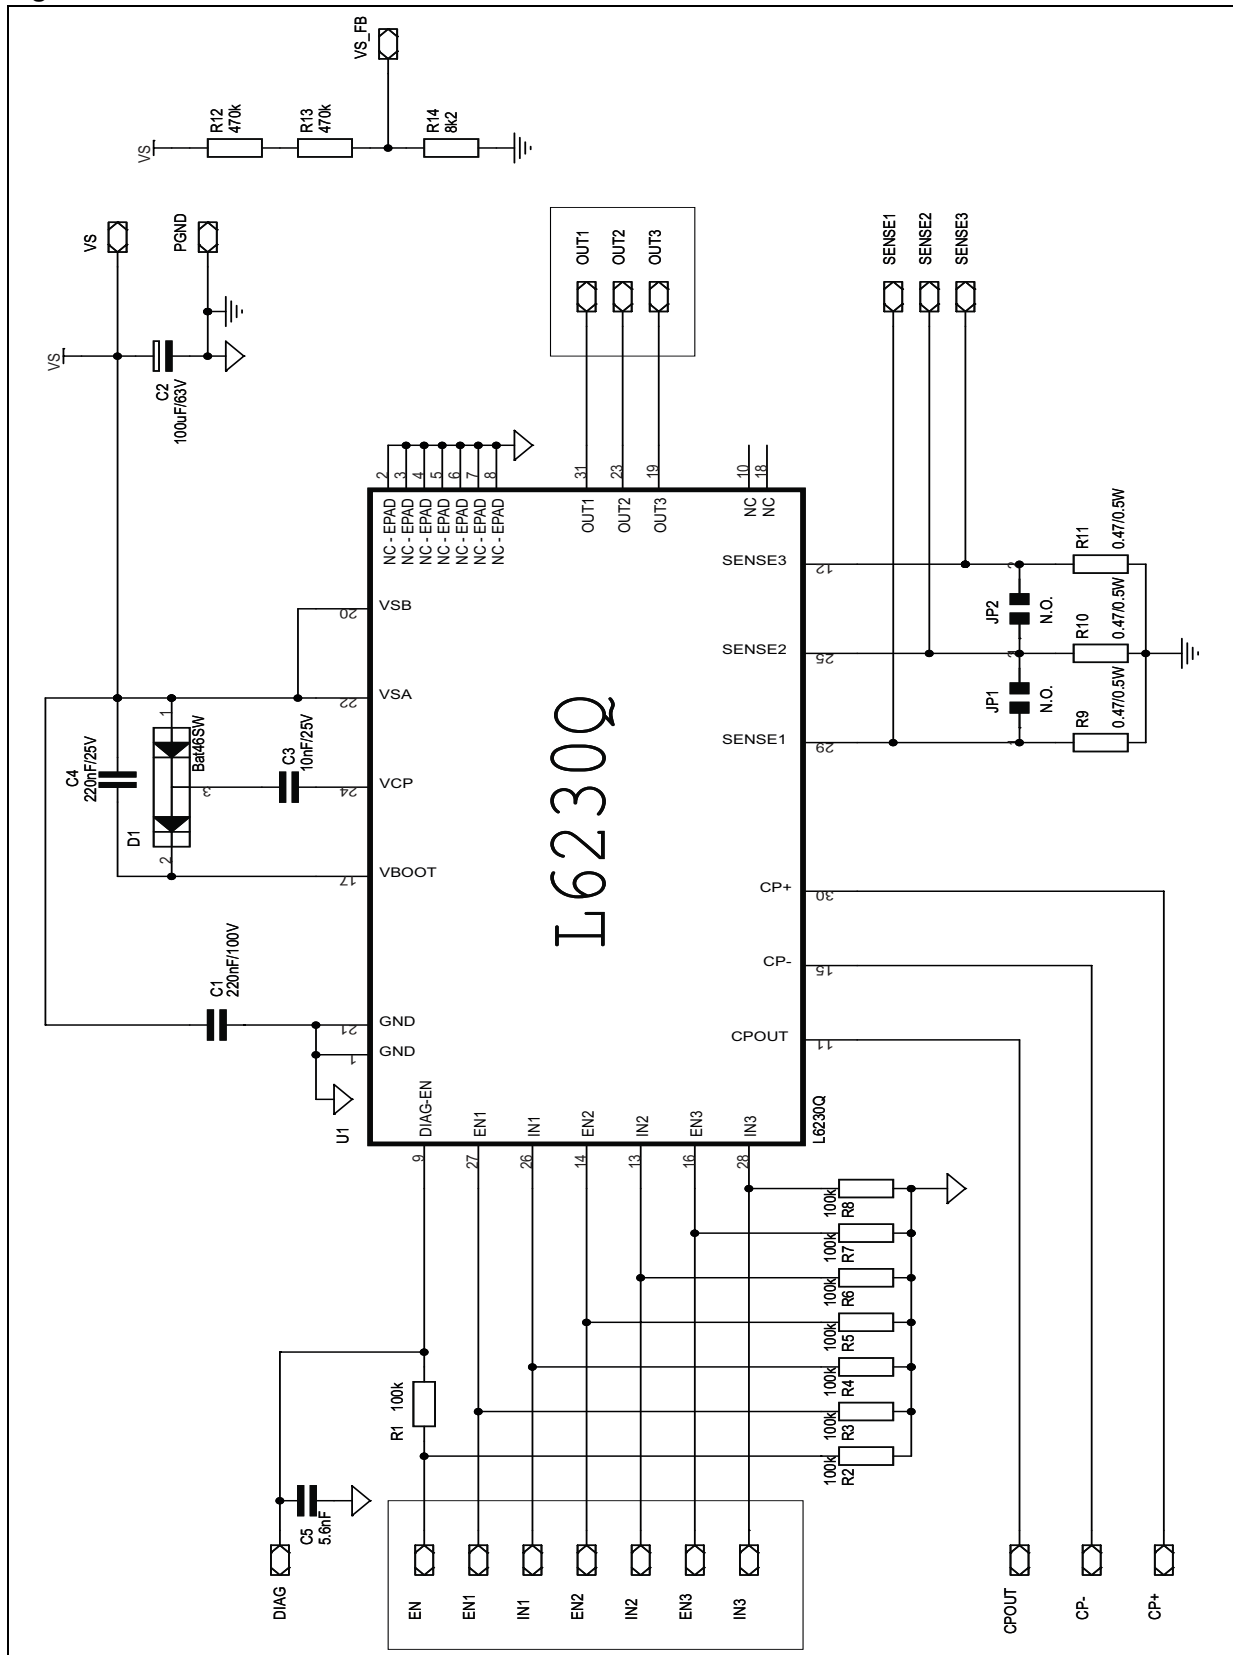 VS_FB
R12
470k
R13
470k
R14
8k2
VS
VS
PGND
VS
C2
100uF/63V
OUT1
OUT2
OUT3
SENSE1
SENSE2
SENSE3
2
3
4
5
6
7
8
NC - EPAD
NC - EPAD
NC - EPAD
NC - EPAD
NC - EPAD
NC - EPAD
NC - EPAD
31
23
19
OUT1
OUT2
OUT3
10
18
NC
NC
20
VSB
22
VSA
24
VCP
17
VBOOT
21
GND
1
GND
C4
220nF/25V
1
Bat46SW
3
D1
2
C3
10nF/25V
C1
220nF/100V
U1
L6230Q
L6230Q
SENSE3
12
SENSE2
25
SENSE1
29
CP+
30
CP-
15
CPOUT
11
JP2
N.O.
JP1
N.O.
R11
0.47/0.5W
R10
0.47/0.5W
R9
0.47/0.5W
DIAG-EN
EN1
IN1
EN2
IN2
EN3
IN3
9
27
26
14
13
16
28
100k
R8
100k
R7
100k
R6
100k
R5
100k
R4
100k
R3
100k
R2
R1
100k
C5
5.6nF
DIAG
EN
EN1
IN1
EN2
IN2
EN3
IN3
CPOUT
CP-
CP+